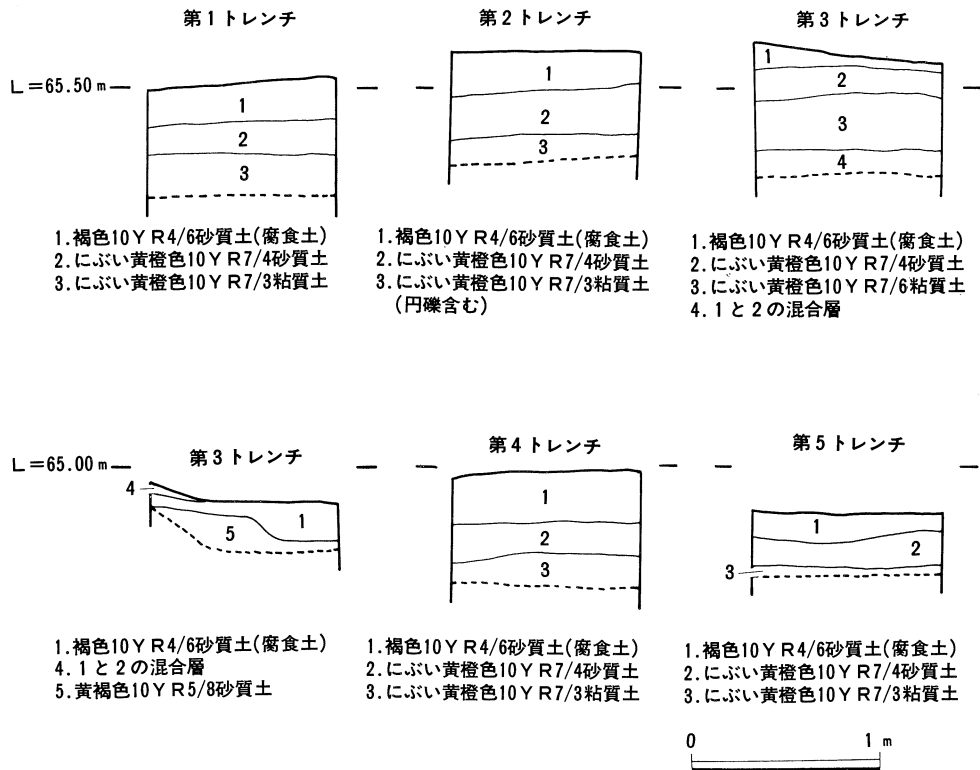 第1トレンチ
第2トレンチ
第3トレンチ
L=65.50m
1
2
3
1
2
3
1
2
3
4
1.褐色10YR4/6砂質土(腐食土)
2.にぶい黄橙色10YR7/4砂質土
3.にぶい黄橙色10YR7/3粘質土
1.褐色10YR4/6砂質土(腐食土)
2.にぶい黄橙色10YR7/4砂質土
3.にぶい黄橙色10YR7/3粘質土
(円礫含む)
1.褐色10YR4/6砂質土(腐食土)
2.にぶい黄橙色10YR7/4砂質土
3.にぶい黄橙色10YR7/6粘質土
4.1と2の混合層
L=65.00m
第3トレンチ
第4トレンチ
第5トレンチ
4
5
1
1
2
3
1
2
3
1.褐色10YR4/6砂質土(腐食土)
4.1と2の混合層
5.黄褐色10YR5/8砂質土
1.褐色10YR4/6砂質土(腐食土)
2.にぶい黄橙色10YR7/4砂質土
3.にぶい黄橙色10YR7/3粘質土
1.褐色10YR4/6砂質土(腐食土)
2.にぶい黄橙色10YR7/4砂質土
3.にぶい黄橙色10YR7/3粘質土
0 1m